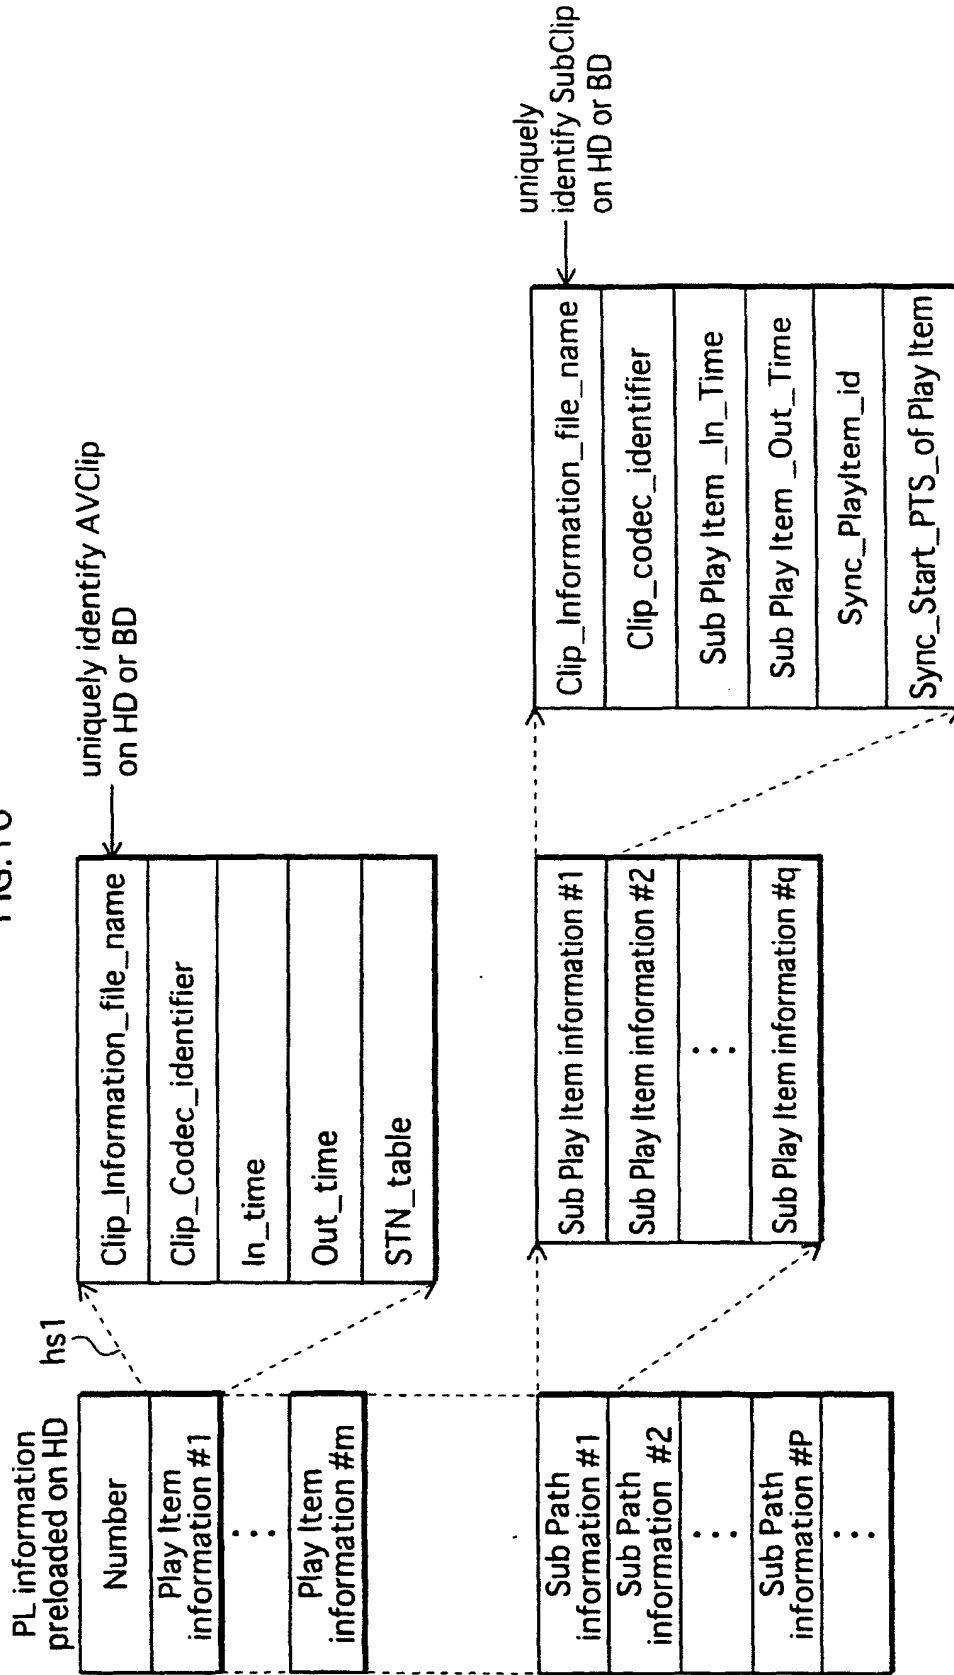 PL information
preloaded on HD
Number
Play Item
information #1
...
Play Item
information #m
Sub Path
information #1
Sub Path
information #2
...
Sub Path
information #P
...
hs1
Clip_Information_file_name
Clip_Codec_identifier
In_time
Out_time
STN_table
uniquely identify AVClip
on HD or BD
Sub Play Item information #1
Sub Play Item information #2
...
Sub Play Item information #q
Clip_Information_file_name
Clip_codec_identifier
Sub Play Item _In_Time
Sub Play Item _Out_Time
Sync_PlayItem_id
Sync_Start_PTS_of Play Item
uniquely
identify SubClip
on HD or BD